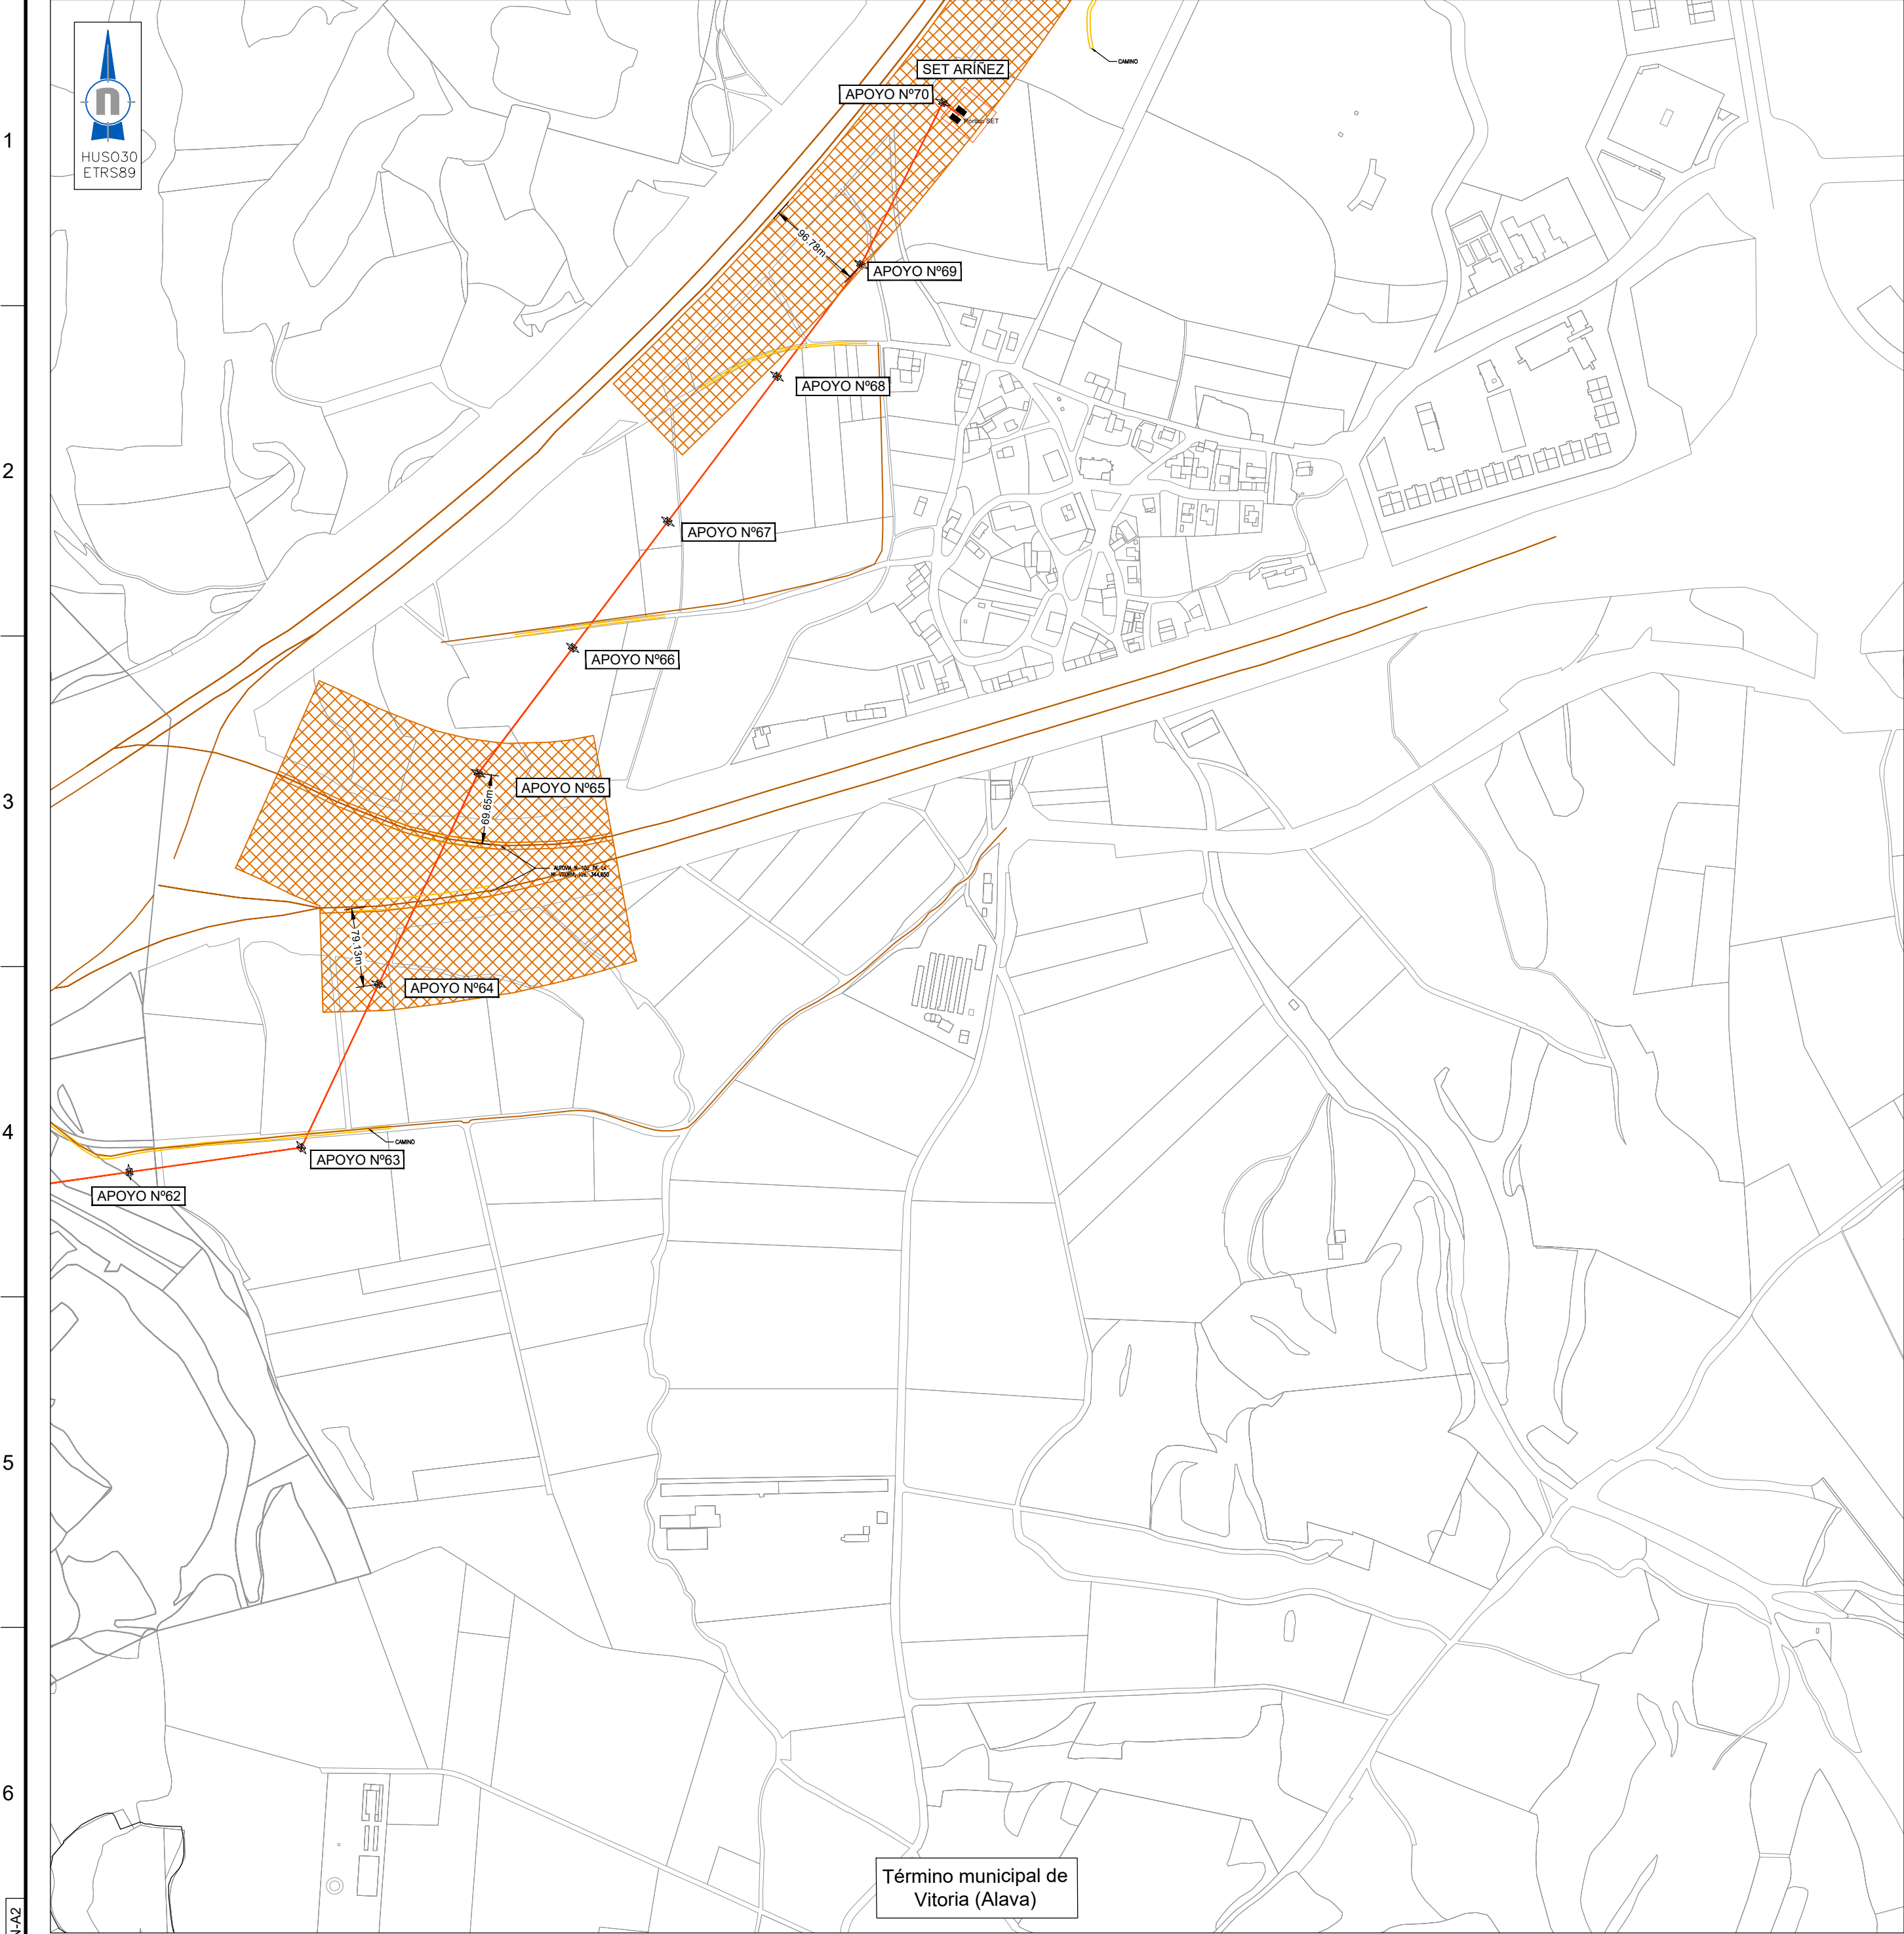 HUSO30
ETRS89
CAMINO
SET ARÍÑEZ
APOYO Nº70
Portico SET
1
96.78m
APOYO Nº69
APOYO Nº68
2
APOYO Nº67
APOYO Nº66
3
APOYO Nº65
69.65m
79.13m
APOYO Nº64
4
CAMINO
APOYO Nº63
APOYO Nº62
5
6
Término municipal de
Vitoria (Alava)